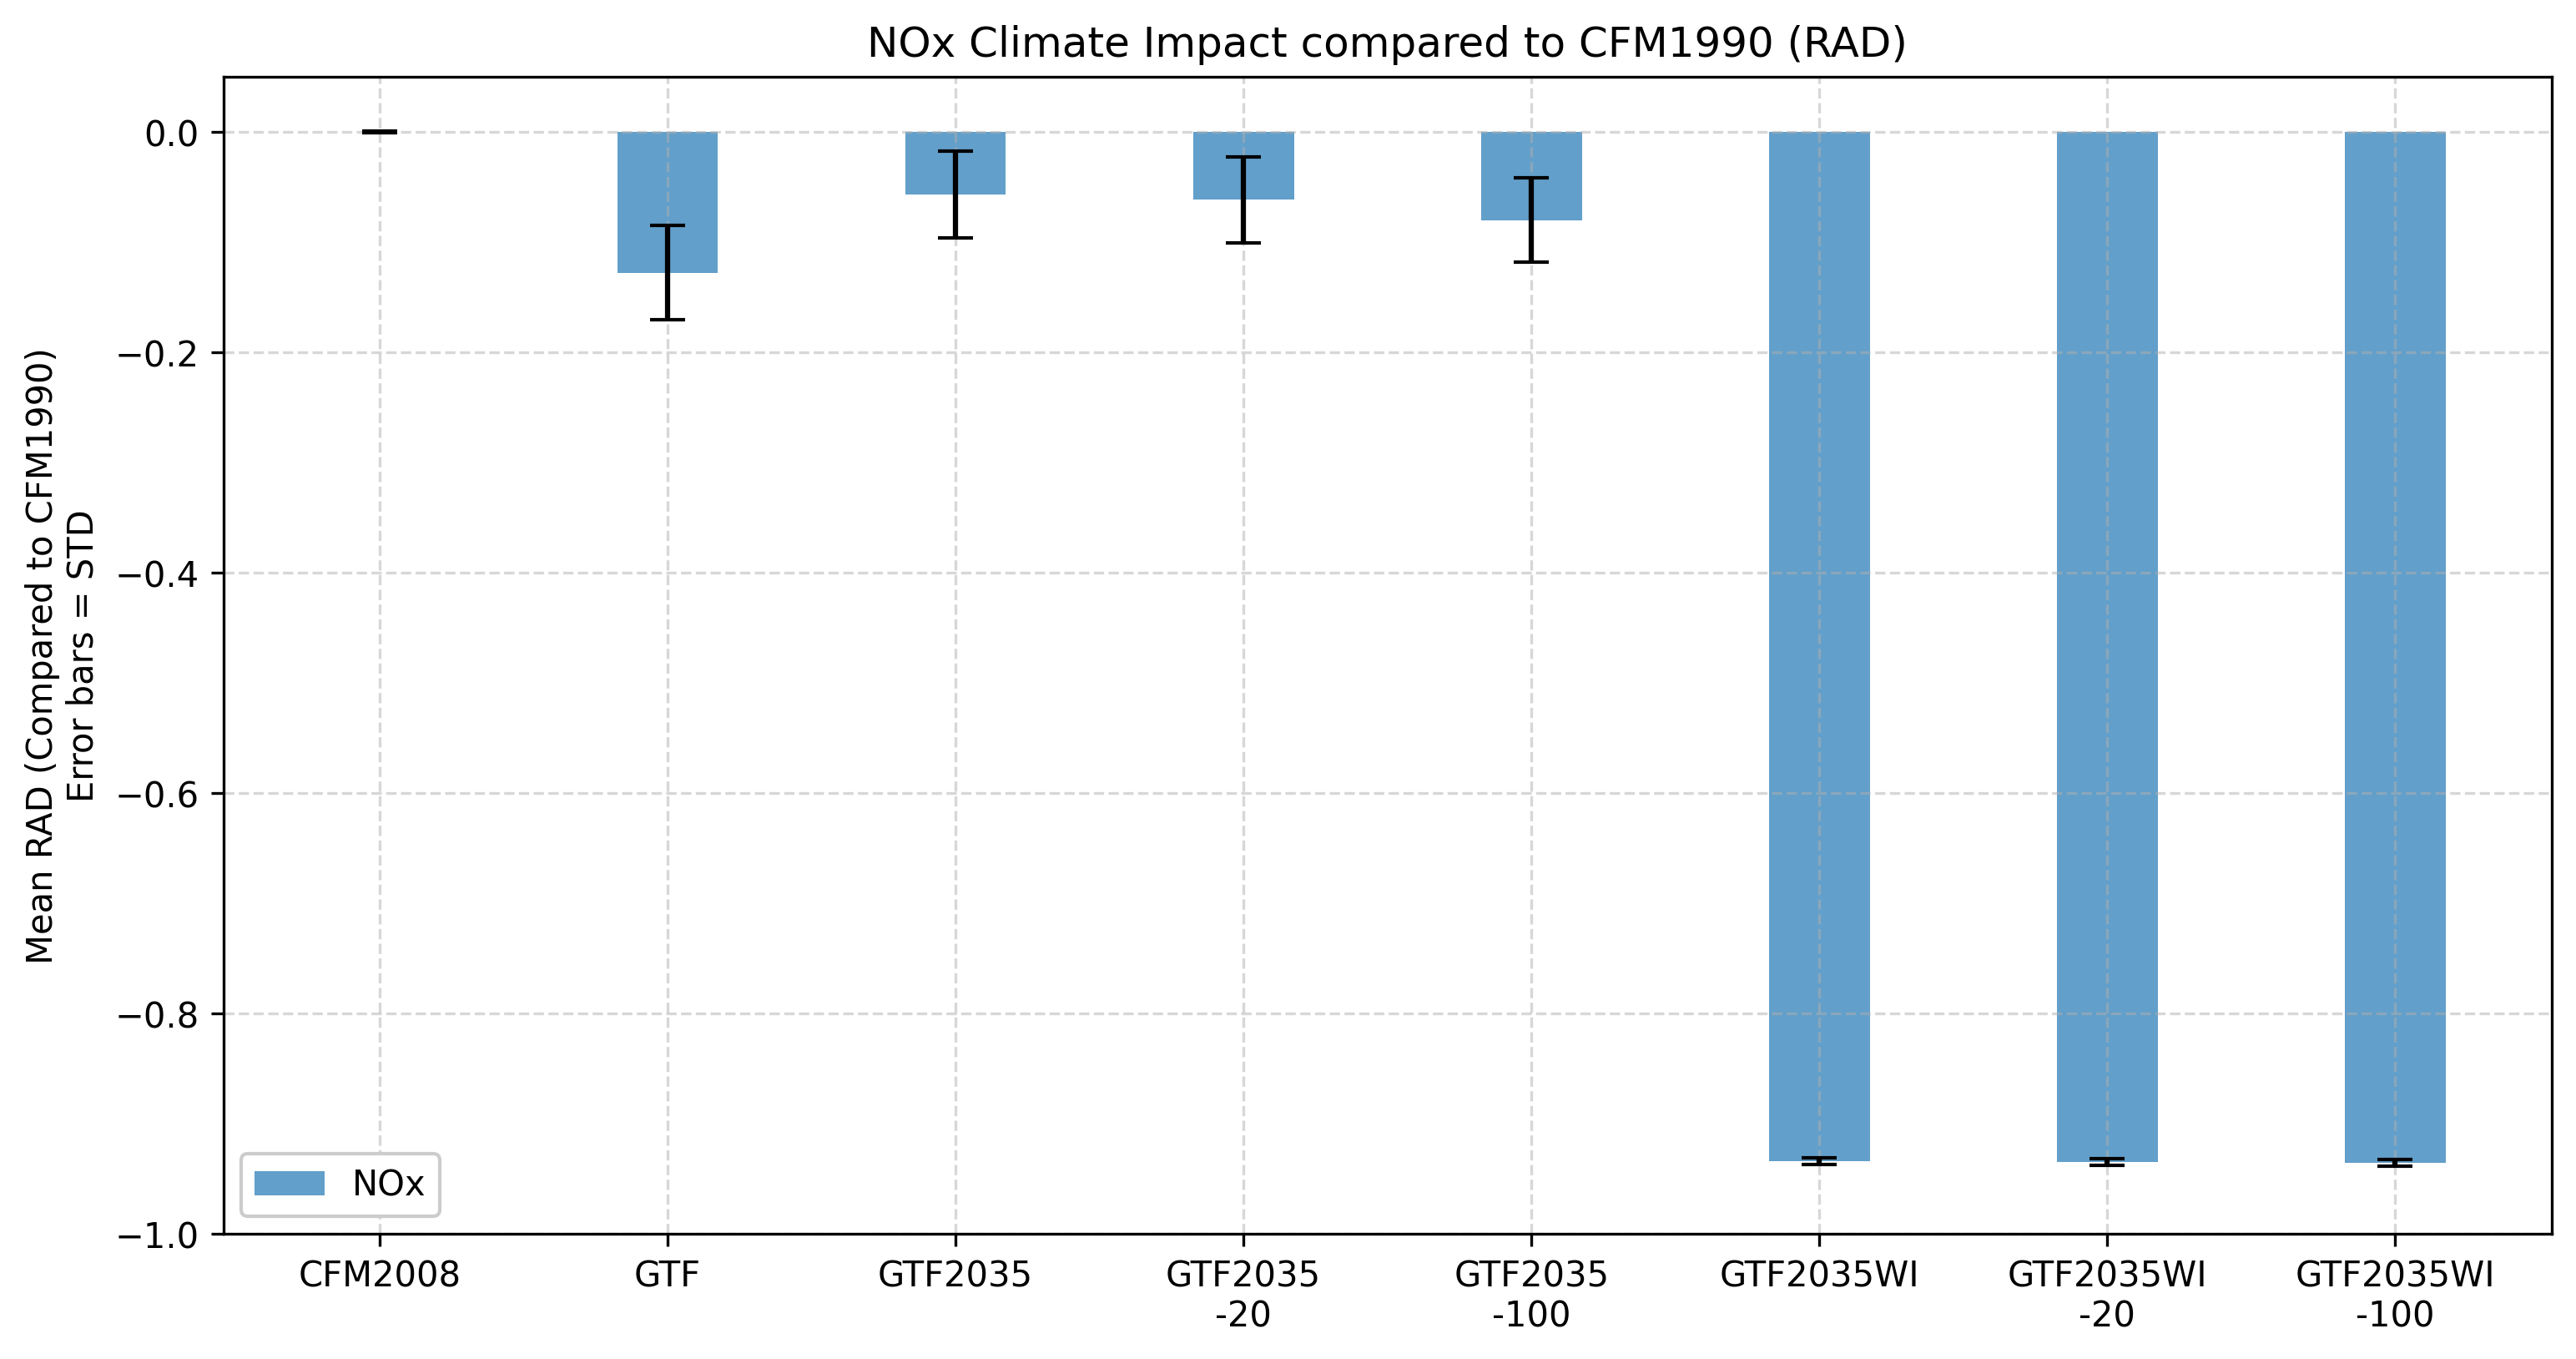 NOx Climate Impact compared to CFM1990 (RAD)
Mean RAD (Compared to CFM1990)
Error bars = STD
0.0
−0.2
−0.4
−0.6
−0.8
−1.0
NOx
CFM2008
GTF
GTF2035
GTF2035
-20
GTF2035
-100
GTF2035WI
GTF2035WI
-20
GTF2035WI
-100